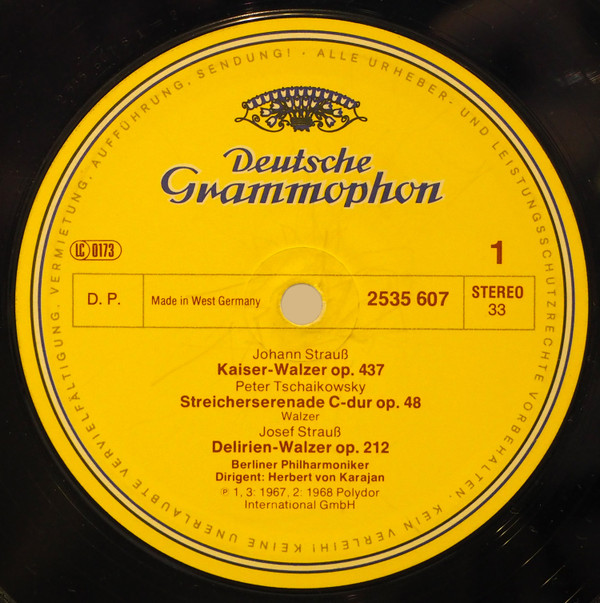 ALLE URHEBER- UND LEISTUNGSSCHUTZRECHTE VORBEHALTEN · KEIN VERLEIH! KEINE UNERLAUBTE VERVIELFÄLTIGUNG, VERMIETUNG, AUFFÜHRUNG, SENDUNG! ·
Deutsche
Grammophon
LC 0173
1
D. P.
Made in West Germany
2535 607
STEREO
33
Johann Strauß
Kaiser-Walzer op. 437
Peter Tschaikowsky
Streicherserenade C-dur op. 48
Walzer
Josef Strauß
Delirien-Walzer op. 212
Berliner Philharmoniker
Dirigent: Herbert von Karajan
℗ 1, 3: 1967, 2: 1968 Polydor
International GmbH